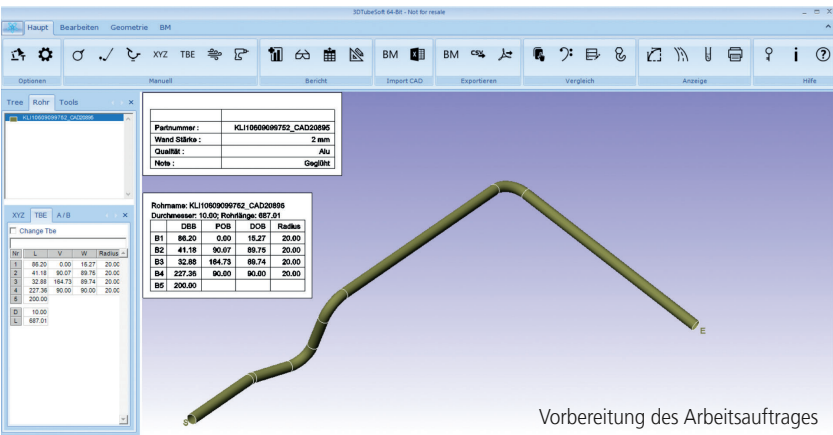 3DTubeSoft 64-Bit - Not for resale
Haupt Bearbeiten Geometrie BM
XYZ TBE BM BM CSV
Optionen Manuell Bericht Import CAD Exportieren Vergleich Anzeige Hilfe
Tree Rohr Tools
KLI10609099752_CAD20895
Partnummer : KLI10609099752_CAD20895
Wand Stärke : 2 mm
Qualität : Alu
Note : Geglüht
Rohrname: KLI10609099752_CAD20895
Durchmesser: 10.00; Rohrlänge: 687.01
DBB POB DOB Radius
B1 86.20 0.00 15.27 20.00
B2 41.18 90.07 89.75 20.00
B3 32.88 164.73 89.74 20.00
B4 227.36 90.00 90.00 20.00
B5 200.00
XYZ TBE A/B
Change Tbe
Nr L V W Radius
1 86.20 0.00 15.27 20.00
2 41.18 90.07 89.75 20.00
3 32.88 164.73 89.74 20.00
4 227.36 90.00 90.00 20.00
5 200.00
D 10.00
L 687.01
S
E
Vorbereitung des Arbeitsauftrages